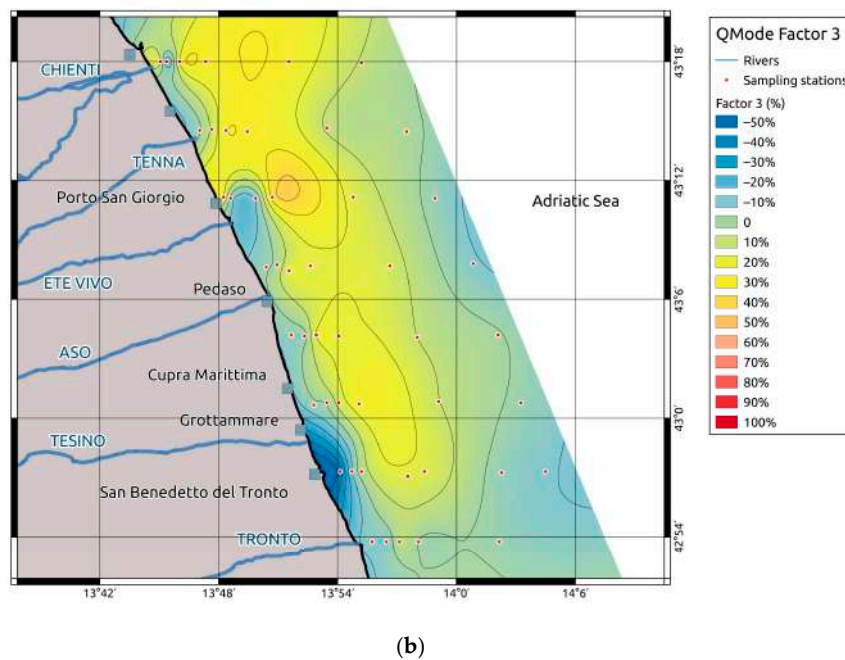 CHIENTI
TENNA
Porto San Giorgio
ETE VIVO
Pedaso
ASO
Cupra Marittima
Grottammare
TESINO
San Benedetto del Tronto
TRONTO
Adriatic Sea
43°18'
43°12'
43°6'
43°0'
42°54'
13°42'
13°48'
13°54'
14°0'
14°6'
QMode Factor 3
Rivers
Sampling stations
Factor 3 (%)
–50%
–40%
–30%
–20%
–10%
0
10%
20%
30%
40%
50%
60%
70%
80%
90%
100%
(b)